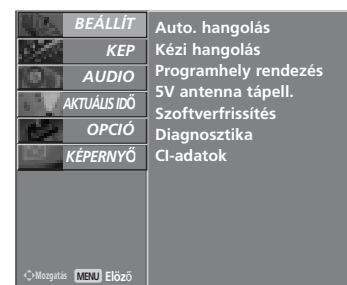 BEÁLLÍT
KEP
AUDIO
AKTUÁLIS IDŐ
OPCIÓ
KÉPERNYŐ
Auto. hangolás
Kézi hangolás
Programhely rendezés
5V antenna tápell.
Szoftverfrissítés
Diagnosztika
CI-adatok
Mozgatás MENU Előző